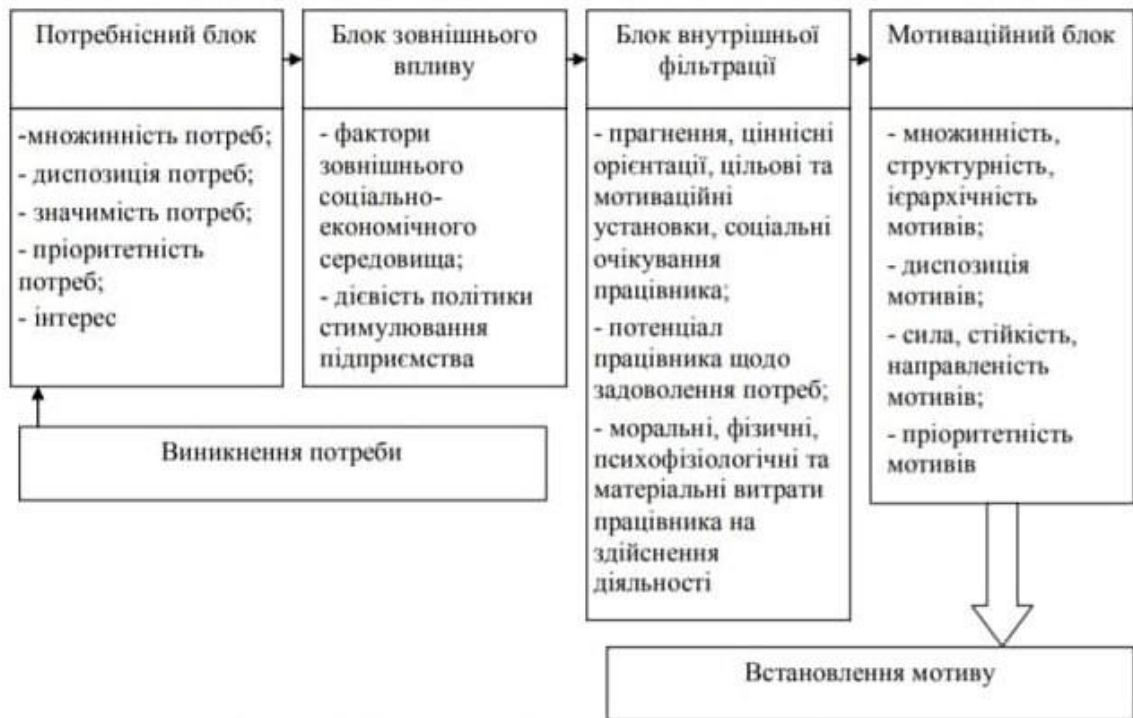 Потребнісний блок
-множинність потреб;
- диспозиція потреб;
- значимість потреб;
- пріоритетність
потреб;
- інтерес
Блок зовнішнього
впливу
- фактори
зовнішнього
соціально-
економічного
середовища;
- дієвість політики
стимулювання
підприємства
Блок внутрішньої
фільтрації
- прагнення, ціннісні
орієнтації, цільові та
мотиваційні
установки, соціальні
очікування
працівника;
- потенціал
працівника щодо
задоволення потреб;
- моральні, фізичні,
психофізіологічні та
матеріальні витрати
працівника на
здійснення
діяльності
Мотиваційний блок
- множинність,
структурність,
ієрархічність
мотивів;
- диспозиція
мотивів;
- сила, стійкість,
направленість
мотивів;
- пріоритетність
мотивів
Виникнення потреби
Встановлення мотиву